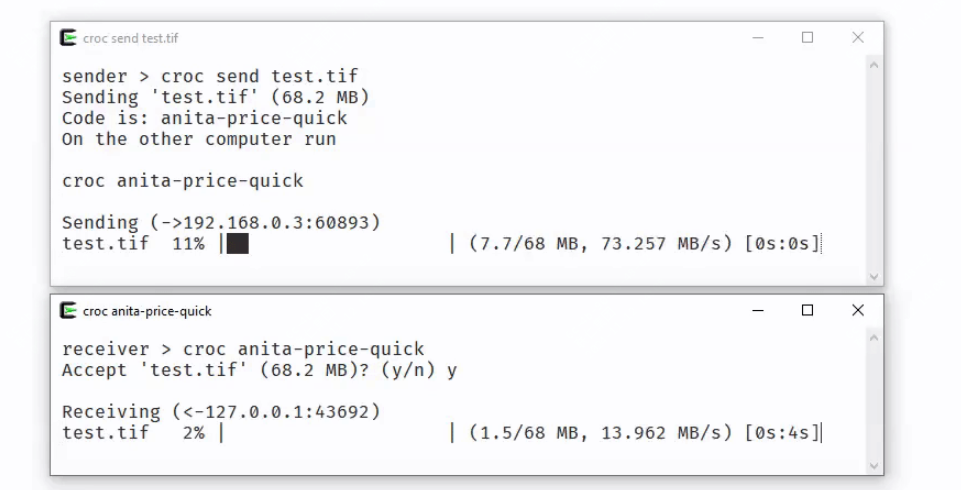 croc send test.tif
sender > croc send test.tif
Sending 'test.tif' (68.2 MB)
Code is: anita-price-quick
On the other computer run
croc anita-price-quick
Sending (->192.168.0.3:60893)
test.tif 11% | | (7.7/68 MB, 73.257 MB/s) [0s:0s]
croc anita-price-quick
receiver > croc anita-price-quick
Accept 'test.tif' (68.2 MB)? (y/n) y
Receiving (<-127.0.0.1:43692)
test.tif 2% | | (1.5/68 MB, 13.962 MB/s) [0s:4s]